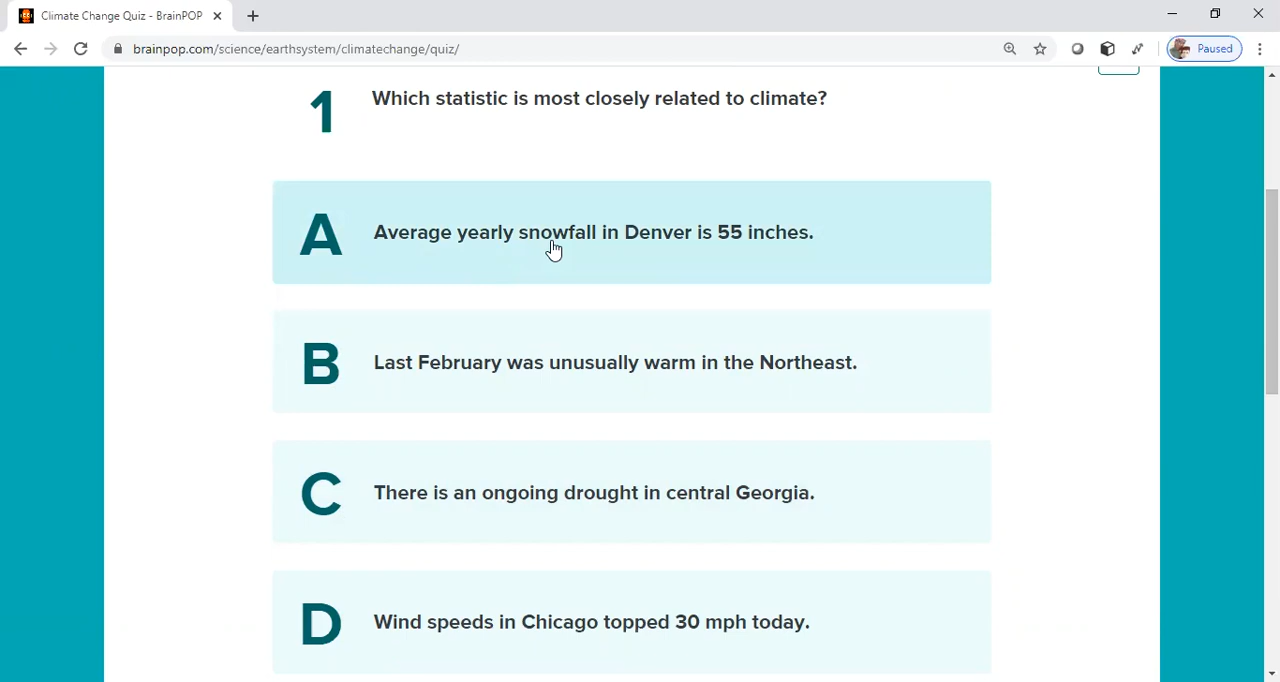 Climate Change Quiz - BrainPOP
brainpop.com/science/earthsystem/climatechange/quiz/
Paused
1
Which statistic is most closely related to climate?
A
Average yearly snowfall in Denver is 55 inches.
B
Last February was unusually warm in the Northeast.
C
There is an ongoing drought in central Georgia.
D
Wind speeds in Chicago topped 30 mph today.